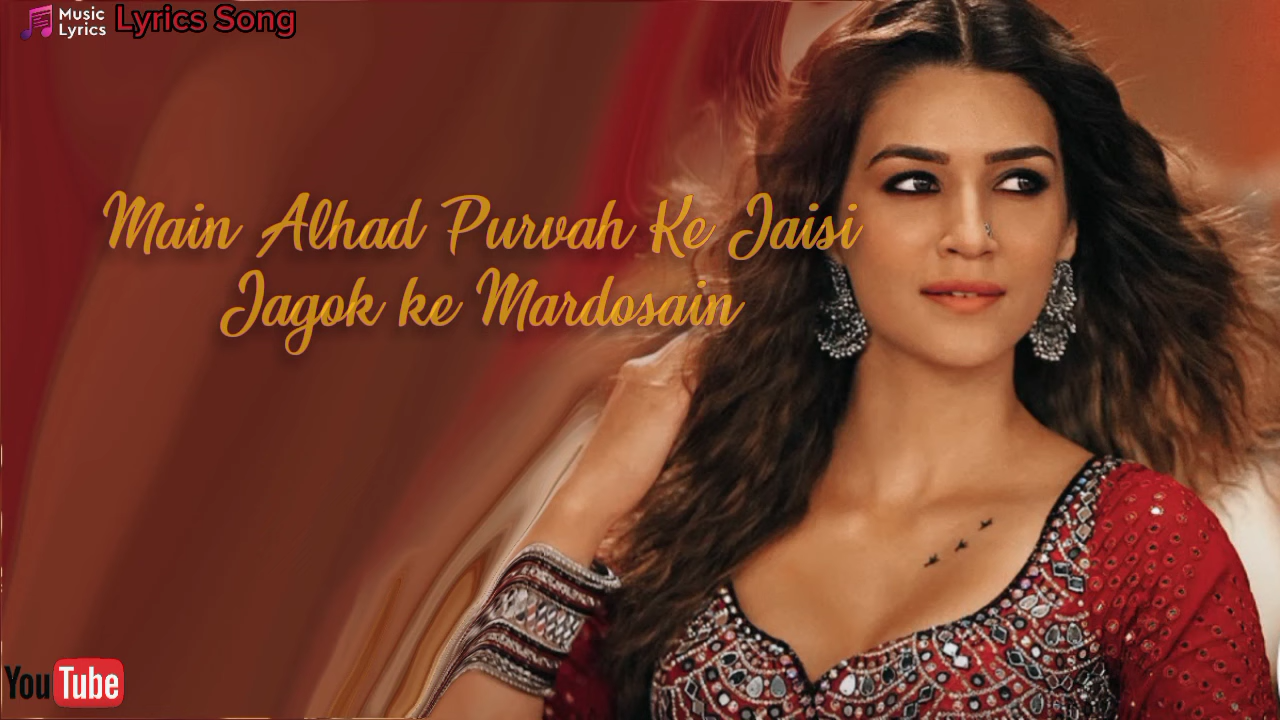 Music
Lyrics
Lyrics Song
Main Alhad Purvah Ke Jaisi
Jagok ke Mardosain
YouTube